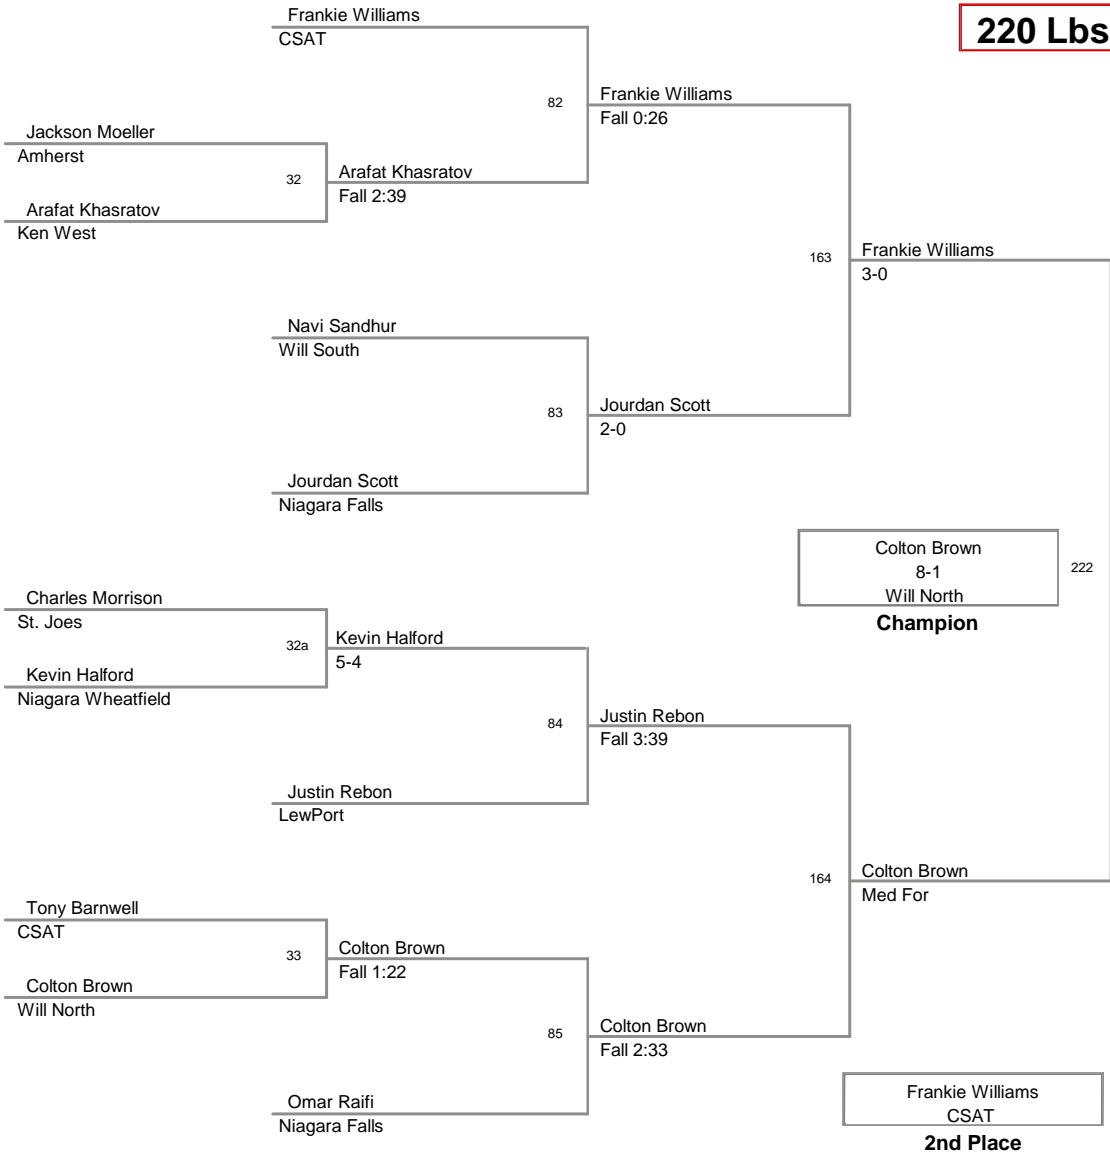 Frankie Williams
CSAT
220 Lbs
82
Frankie Williams
Fall 0:26
Jackson Moeller
Amherst
32
Arafat Khasratov
Fall 2:39
Arafat Khasratov
Ken West
163
Frankie Williams
3-0
Navi Sandhur
Will South
83
Jourdan Scott
2-0
Jourdan Scott
Niagara Falls
Colton Brown
8-1
Will North
222
Champion
Charles Morrison
St. Joes
32a
Kevin Halford
5-4
Kevin Halford
Niagara Wheatfield
84
Justin Rebon
Fall 3:39
Justin Rebon
LewPort
164
Colton Brown
Med For
Tony Barnwell
CSAT
33
Colton Brown
Fall 1:22
Colton Brown
Will North
85
Colton Brown
Fall 2:33
Omar Raifi
Niagara Falls
Frankie Williams
CSAT
2nd Place